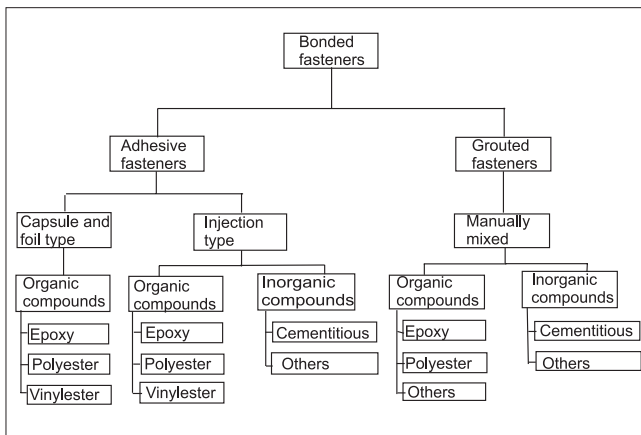 Bonded
fasteners
Adhesive
fasteners
Grouted
fasteners
Capsule and
foil type
Injection
type
Manually
mixed
Organic
compounds
Organic
compounds
Inorganic
compounds
Organic
compounds
Inorganic
compounds
Epoxy
Polyester
Vinylester
Epoxy
Polyester
Vinylester
Cementitious
Others
Epoxy
Polyester
Others
Cementitious
Others